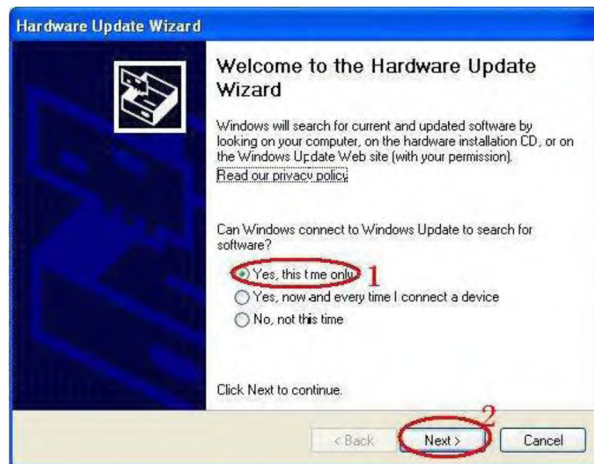 Hardware Update Wizard
Welcome to the Hardware Update
Wizard
Windows will search for current and updated software by
looking on your computer, on the hardware installation CD, or on
the Windows Update Web site (with your permission).
Read our privacy policy
Can Windows connect to Windows Update to search for
software?
Yes, this time only 1
Yes, now and every time I connect a device
No, not this time
Click Next to continue.
2
< Back Next > Cancel